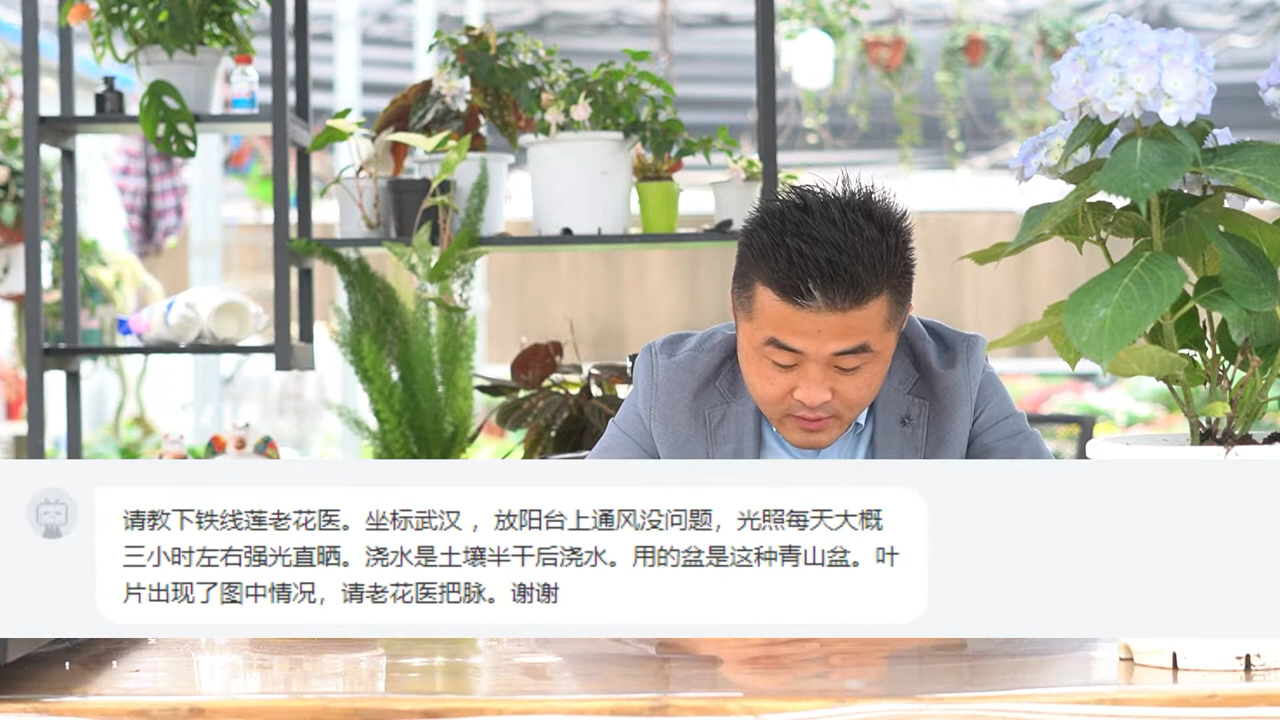 请教下铁线莲老花医。坐标武汉 ，放阳台上通风没问题，光照每天大概
三小时左右强光直晒。浇水是土壤半干后浇水。用的盆是这种青山盆。叶
片出现了图中情况，请老花医把脉。谢谢